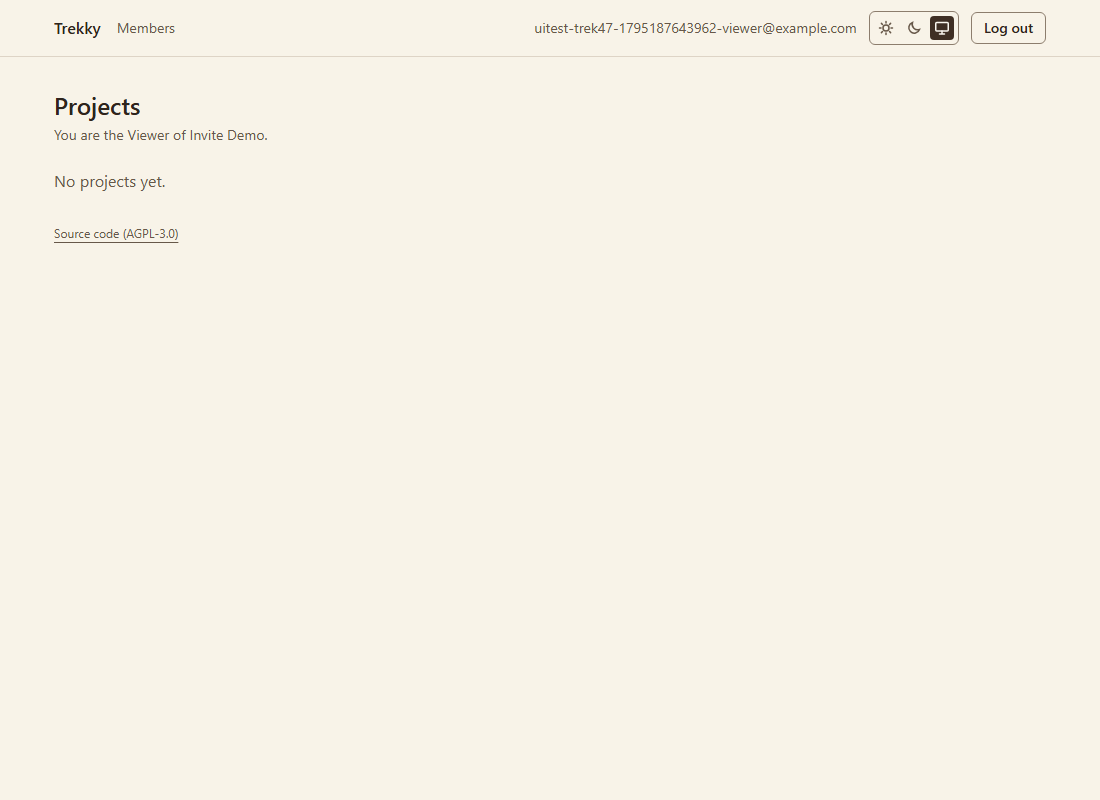 Trekky Members uitest-trek47-1795187643962-viewer@example.com Log out
Projects
You are the Viewer of Invite Demo.
No projects yet.
Source code (AGPL-3.0)